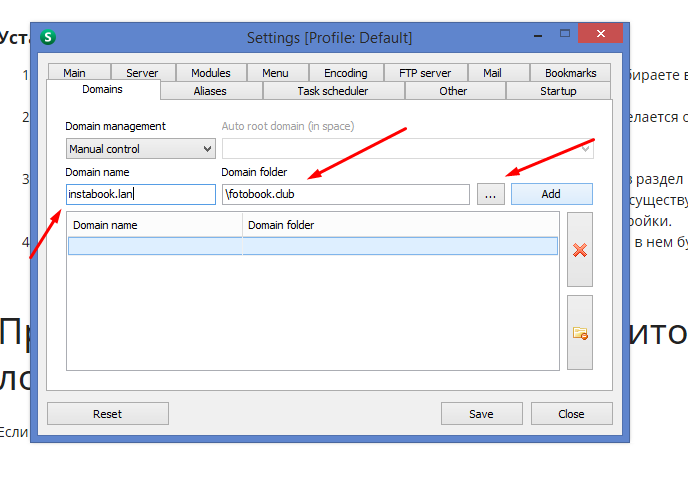 Уст
S Settings [Profile: Default]
1
Main Server Modules Menu Encoding FTP server Mail Bookmarks
бираете в
Domains Aliases Task scheduler Other Startup
2
елается с
Domain management Auto root domain (in space)
Manual control
3
Domain name Domain folder
в раздел
instabook.lan \fotobook.club ... Add
существу
ройки.
4
Domain name Domain folder
в нем бу
Пр
ито
ло
Reset Save Close
Если